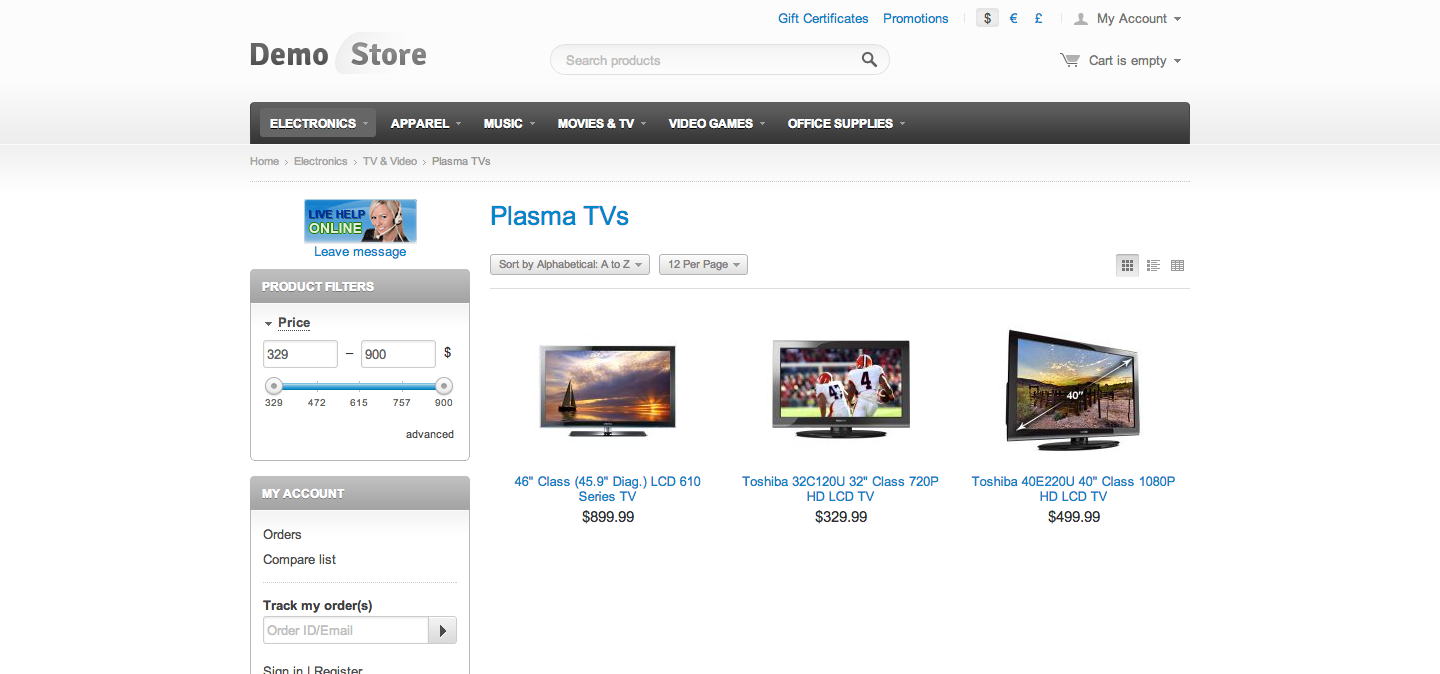 Gift Certificates Promotions $ € £ My Account
Demo Store
Search products
Cart is empty
ELECTRONICS APPAREL MUSIC MOVIES & TV VIDEO GAMES OFFICE SUPPLIES
Home › Electronics › TV & Video › Plasma TVs
LIVE HELP
ONLINE
Leave message
PRODUCT FILTERS
Price
329 – 900 $
329 472 615 757 900
advanced
MY ACCOUNT
Orders
Compare list
Track my order(s)
Order ID/Email
Sign in | Register
Plasma TVs
Sort by Alphabetical: A to Z 12 Per Page
4
4
40"
46" Class (45.9" Diag.) LCD 610
Series TV
$899.99
Toshiba 32C120U 32" Class 720P
HD LCD TV
$329.99
Toshiba 40E220U 40" Class 1080P
HD LCD TV
$499.99